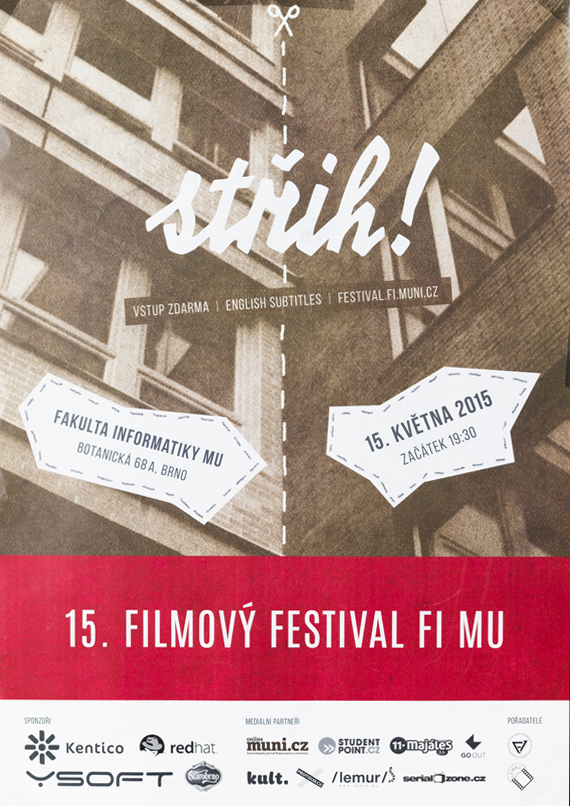 střih!
VSTUP ZDARMA | ENGLISH SUBTITLES | FESTIVAL.FI.MUNI.CZ
FAKULTA INFORMATIKY MU
BOTANICKÁ 68A, BRNO
15. KVĚTNA 2015
ZAČÁTEK 19:30
15. FILMOVÝ FESTIVAL FI MU
SPONZOŘI
MEDIÁLNÍ PARTNEŘI
POŘADATELÉ
Kentico
redhat.
online
muni.cz
STUDENT
POINT.CZ
majáles
GO OUT
YSOFT
Starobrno
kult.
/lemur/
serialzone.cz